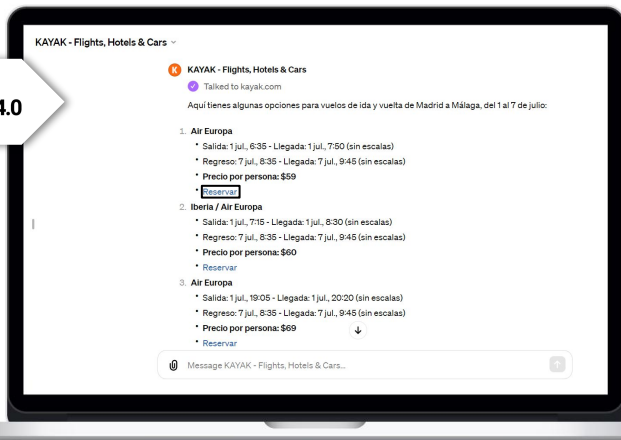 KAYAK - Flights, Hotels & Cars
4.0
K
KAYAK - Flights, Hotels & Cars
Talked to kayak.com
Aquí tienes algunas opciones para vuelos de ida y vuelta de Madrid a Málaga, del 1 al 7 de julio:
1. Air Europa
• Salida: 1 jul., 6:35 - Llegada: 1 jul., 7:50 (sin escalas)
• Regreso: 7 jul., 8:35 - Llegada: 7 jul., 9:45 (sin escalas)
• Precio por persona: $59
• Reservar
2. Iberia / Air Europa
• Salida: 1 jul., 7:15 - Llegada: 1 jul., 8:30 (sin escalas)
• Regreso: 7 jul., 8:35 - Llegada: 7 jul., 9:45 (sin escalas)
• Precio por persona: $60
• Reservar
3. Air Europa
• Salida: 1 jul., 19:05 - Llegada: 1 jul., 20:20 (sin escalas)
• Regreso: 7 jul., 8:35 - Llegada: 7 jul., 9:45 (sin escalas)
• Precio por persona: $69
• Reservar
Message KAYAK - Flights, Hotels & Cars...